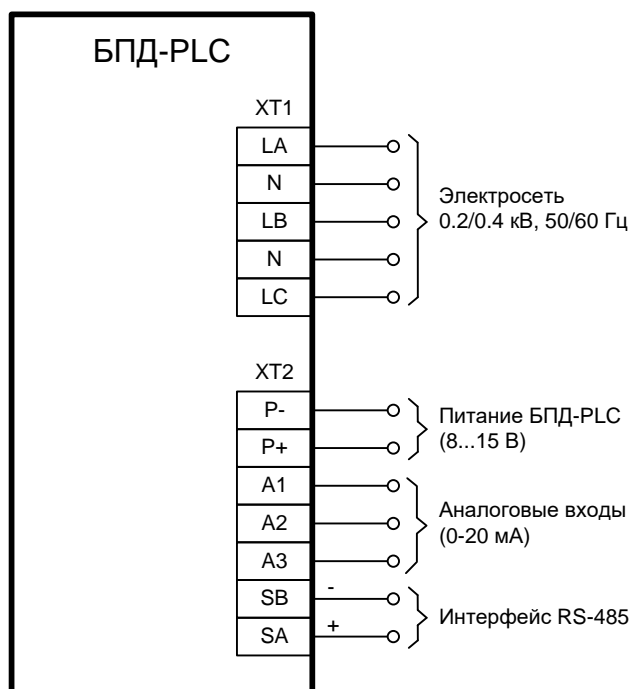 БПД-PLC
XT1
LA
N
LB
N
LC
Электросеть
0.2/0.4 кВ, 50/60 Гц
XT2
P-
P+
Питание БПД-PLC
(8...15 В)
A1
A2
A3
Аналоговые входы
(0-20 мА)
SB -
SA +
Интерфейс RS-485